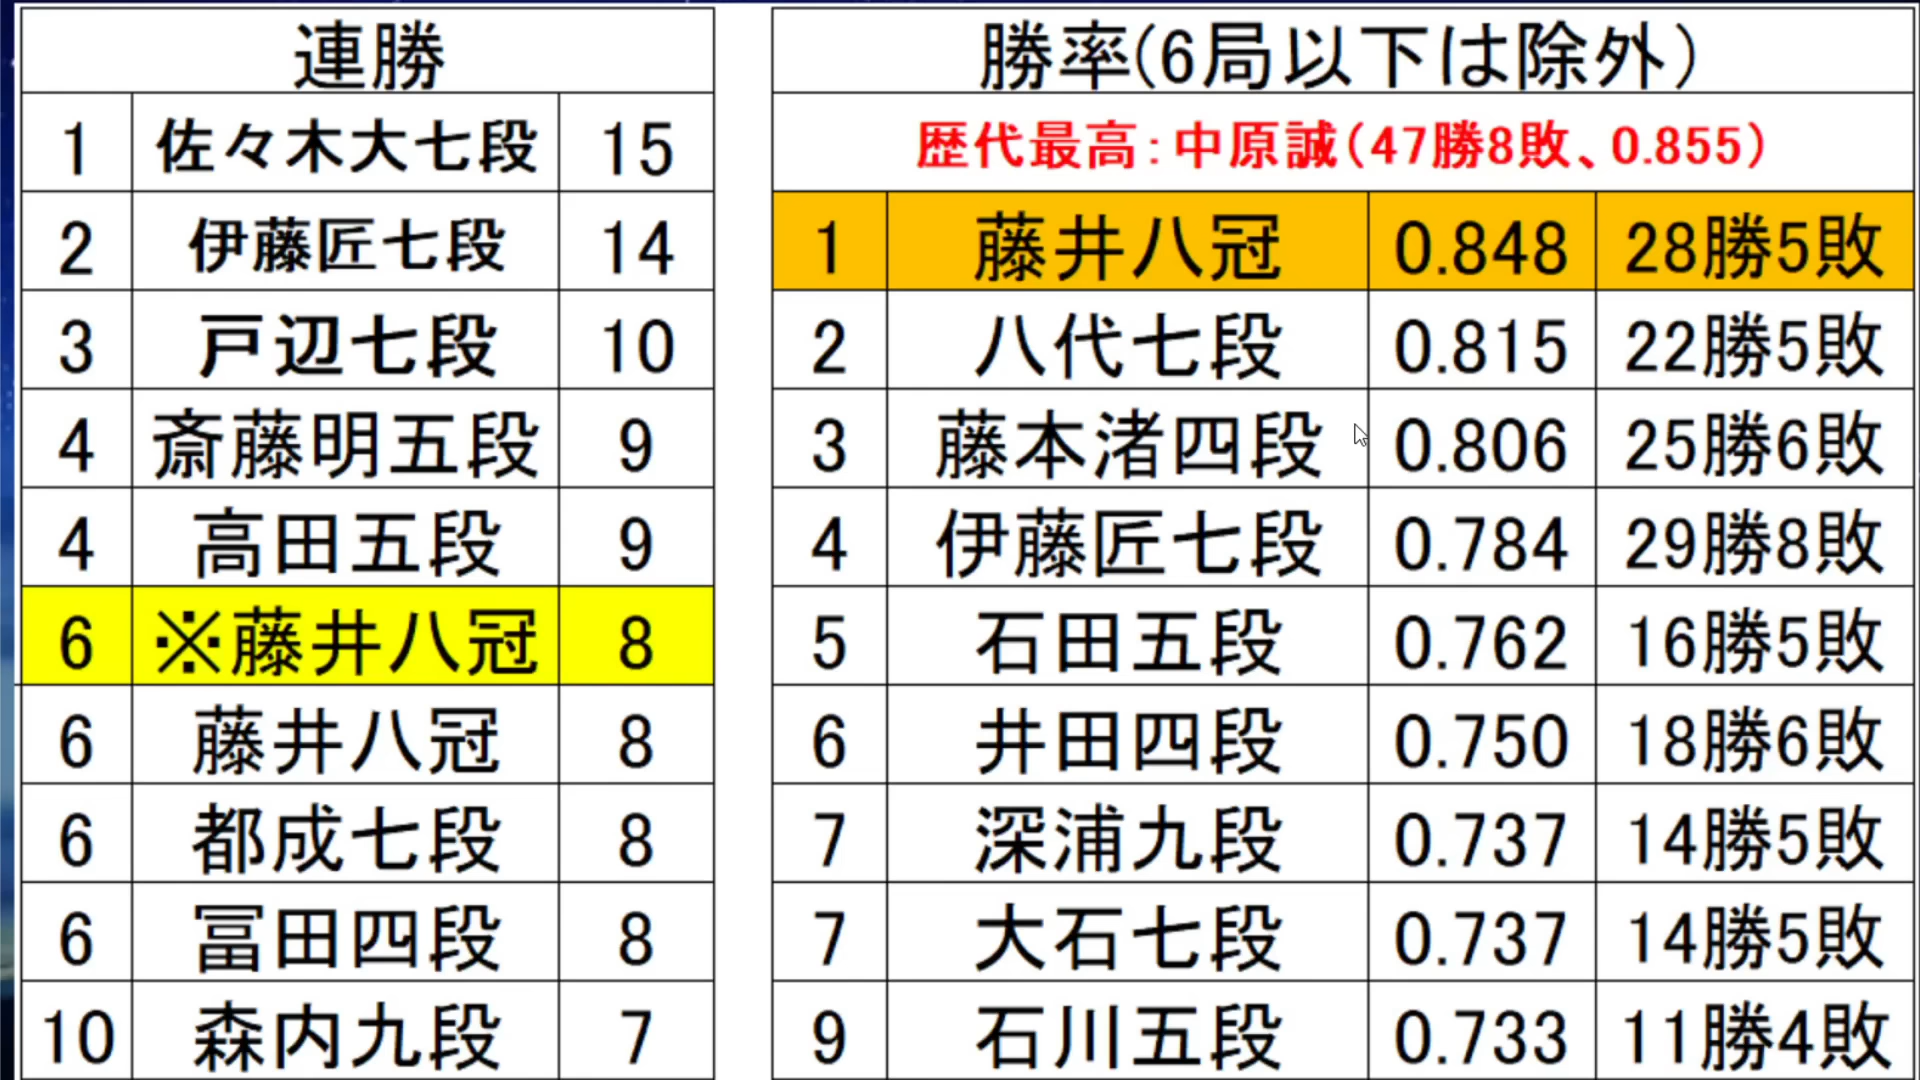 連勝
1 佐々木大七段 15
2 伊藤匠七段 14
3 戸辺七段 10
4 斎藤明五段 9
4 高田五段 9
6 ※藤井八冠 8
6 藤井八冠 8
6 都成七段 8
6 冨田四段 8
10 森内九段 7
勝率(6局以下は除外)
歴代最高:中原誠(47勝8敗、0.855)
1 藤井八冠 0.848 28勝5敗
2 八代七段 0.815 22勝5敗
3 藤本渚四段 0.806 25勝6敗
4 伊藤匠七段 0.784 29勝8敗
5 石田五段 0.762 16勝5敗
6 井田四段 0.750 18勝6敗
7 深浦九段 0.737 14勝5敗
7 大石七段 0.737 14勝5敗
9 石川五段 0.733 11勝4敗